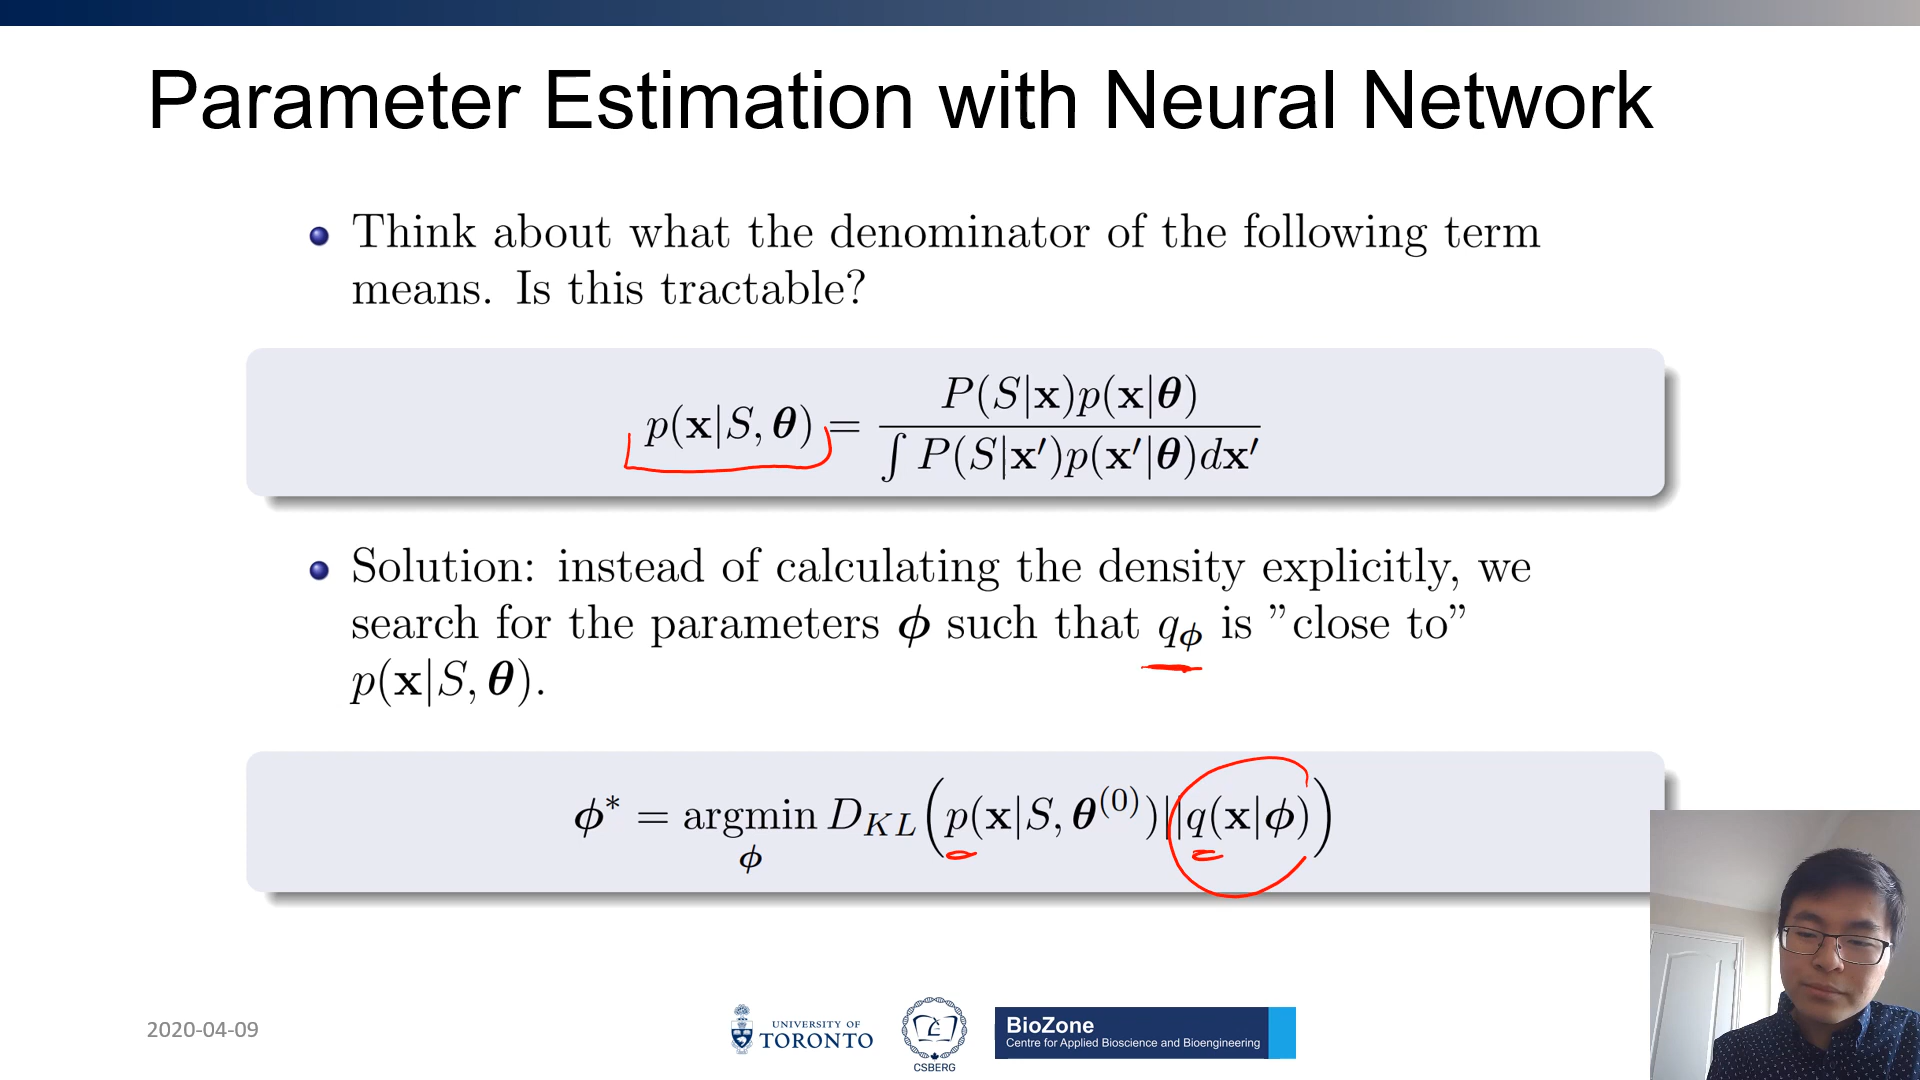 Parameter Estimation with Neural Network
Think about what the denominator of the following term
means. Is this tractable?
p(x|S, θ) = P(S|x)p(x|θ) / ∫ P(S|x′)p(x′|θ)dx′
Solution: instead of calculating the density explicitly, we
search for the parameters ϕ such that q_ϕ is ”close to”
p(x|S, θ).
ϕ* = argmin_ϕ D_KL(p(x|S, θ^(0))||q(x|ϕ))
2020-04-09
UNIVERSITY OF
TORONTO
CSBERG
BioZone
Centre for Applied Bioscience and Bioengineering